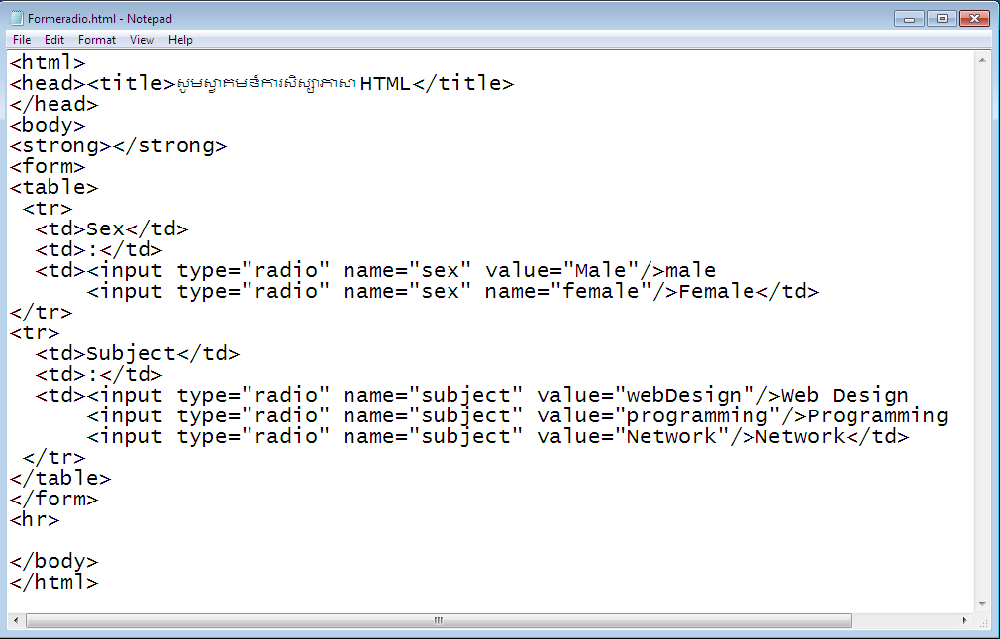 Formeradio.html - Notepad
File Edit Format View Help
<html>
<head><title>សូមស្វាគមន៍ការសិស្សាភាសា HTML</title>
</head>
<body>
<strong></strong>
<form>
<table>
 <tr>
  <td>Sex</td>
  <td>:</td>
  <td><input type="radio" name="sex" value="Male"/>male
      <input type="radio" name="sex" name="female"/>Female</td>
</tr>
<tr>
  <td>Subject</td>
  <td>:</td>
  <td><input type="radio" name="subject" value="webDesign"/>Web Design
      <input type="radio" name="subject" value="programming"/>Programming
      <input type="radio" name="subject" value="Network"/>Network</td>
 </tr>
</table>
</form>
<hr>
</body>
</html>